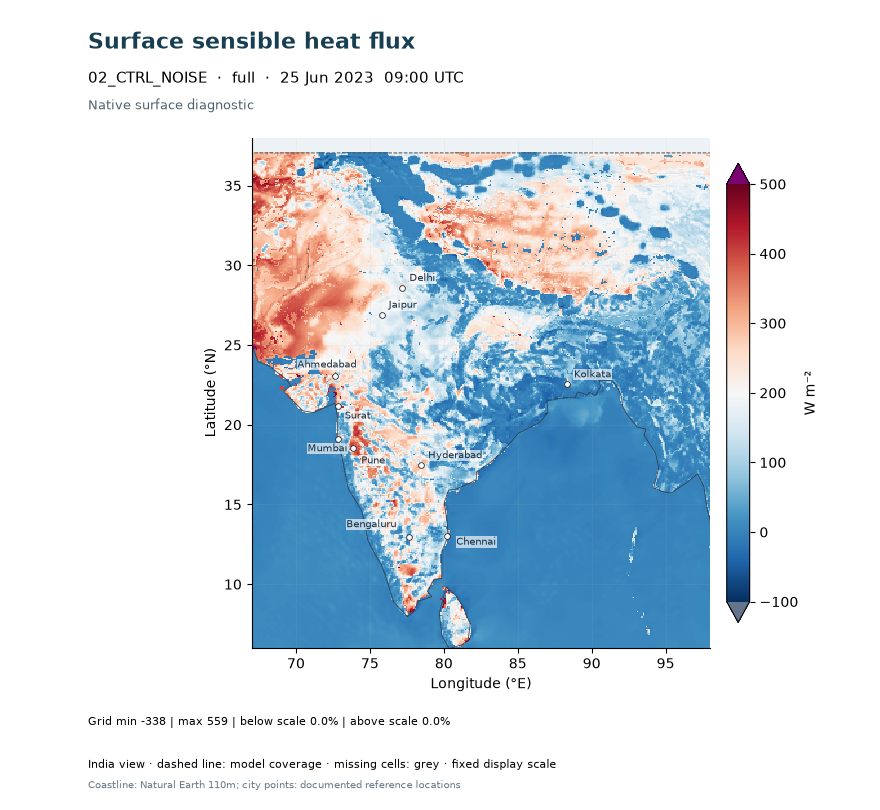 Surface sensible heat flux
02_CTRL_NOISE · full · 25 Jun 2023 09:00 UTC
Native surface diagnostic
35
30
25
20
15
10
70
75
80
85
90
95
Latitude (°N)
Longitude (°E)
Delhi
Jaipur
Ahmedabad
Kolkata
Surat
Mumbai
Pune
Hyderabad
Bengaluru
Chennai
500
400
300
200
100
0
−100
W m⁻²
Grid min -338 | max 559 | below scale 0.0% | above scale 0.0%
India view · dashed line: model coverage · missing cells: grey · fixed display scale
Coastline: Natural Earth 110m; city points: documented reference locations